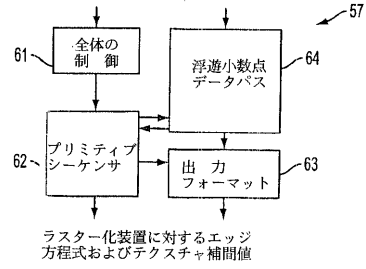 57
61
全体の
制御
浮遊小数点
データパス
64
62
プリミティブ
シーケンサ
出 力
フォーマット
63
ラスター化装置に対するエッジ
方程式およびテクスチャ補間値